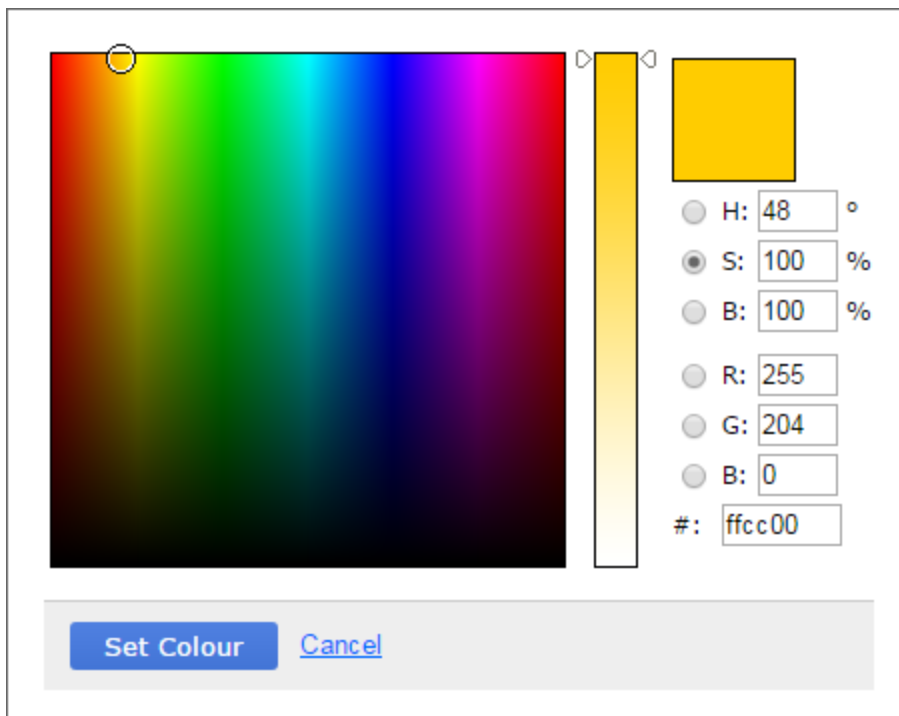 H: 48 °
S: 100 %
B: 100 %
R: 255
G: 204
B: 0
#: ffcc00
Set Colour Cancel